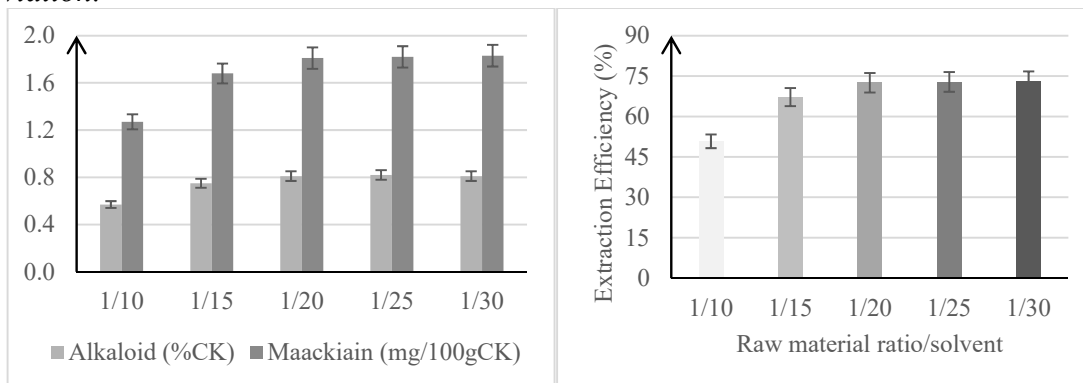 2.0
1.6
1.2
0.8
0.4
0.0
1/10 1/15 1/20 1/25 1/30
Alkaloid (%CK) Maackiain (mg/100gCK)
Extraction Efficiency (%)
90
75
60
45
30
15
0
1/10 1/15 1/20 1/25 1/30
Raw material ratio/solvent